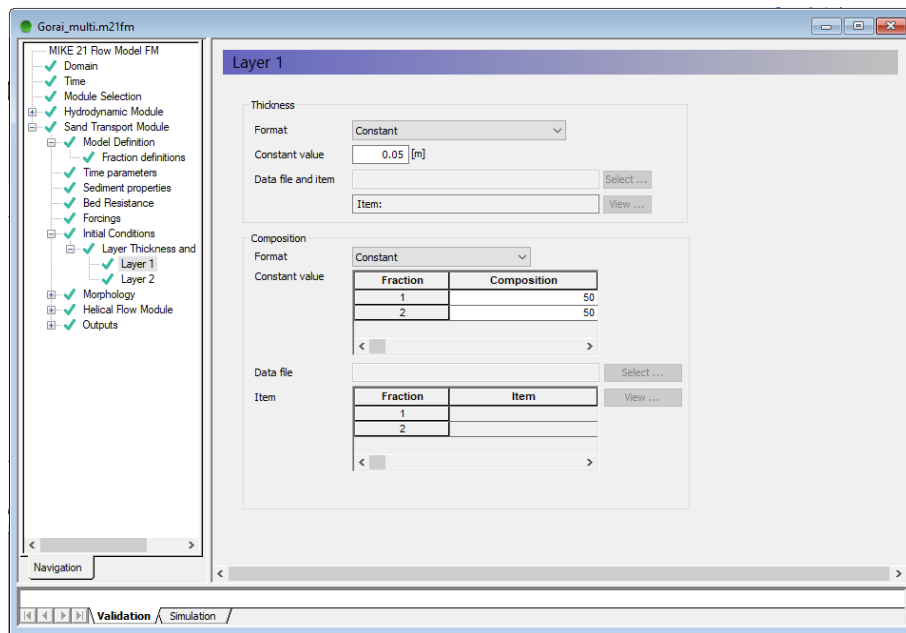 Gorai_multi.m21fm
MIKE 21 Flow Model FM
Domain
Time
Module Selection
Hydrodynamic Module
Sand Transport Module
Model Definition
Fraction definitions
Time parameters
Sediment properties
Bed Resistance
Forcings
Initial Conditions
Layer Thickness and
Layer 1
Layer 2
Morphology
Helical Flow Module
Outputs
Navigation
Layer 1
Thickness
Format Constant
Constant value 0.05 [m]
Data file and item Select ...
Item: View ...
Composition
Format Constant
Constant value Fraction Composition
1 50
2 50
Data file Select ...
Item Fraction Item View ...
1
2
Validation Simulation